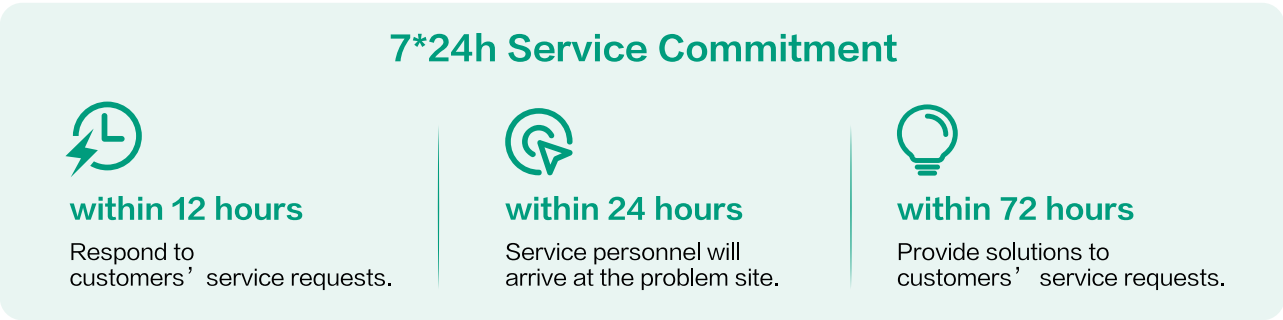 7*24h Service Commitment
within 12 hours
Respond to
customers’ service requests.
within 24 hours
Service personnel will
arrive at the problem site.
within 72 hours
Provide solutions to
customers’ service requests.